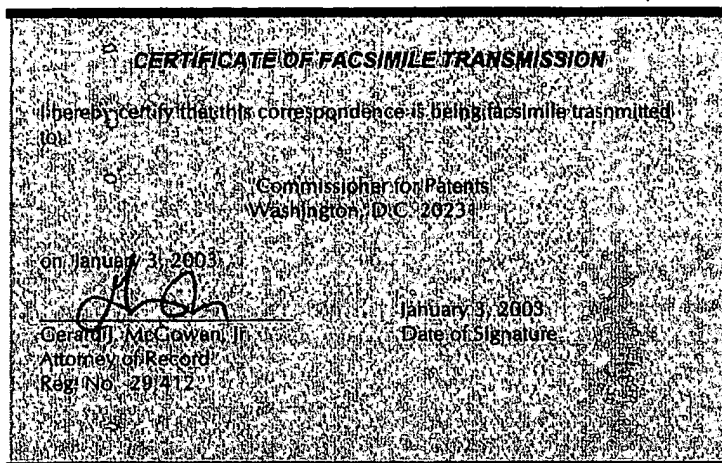 CERTIFICATE OF FACSIMILE TRANSMISSION
I hereby certify that this correspondence is being facsimile trasnmitted
to:
Commissioner for Patents
Washington, D.C. 20231
on January 3, 2003.
Gerard J. McGowan, Jr.
January 3, 2003
Attorney of Record
Date of Signature
Reg. No. 29,412